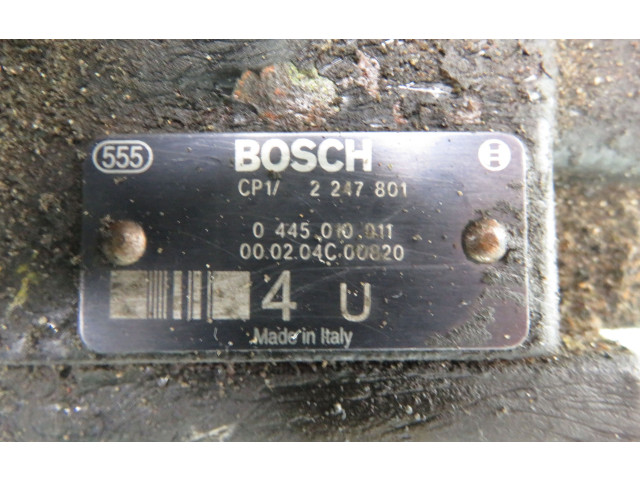 555 BOSCH
CP1/ 2 247 801
0 445 010 011
00.02.04C 00820
4 U
Made in Italy